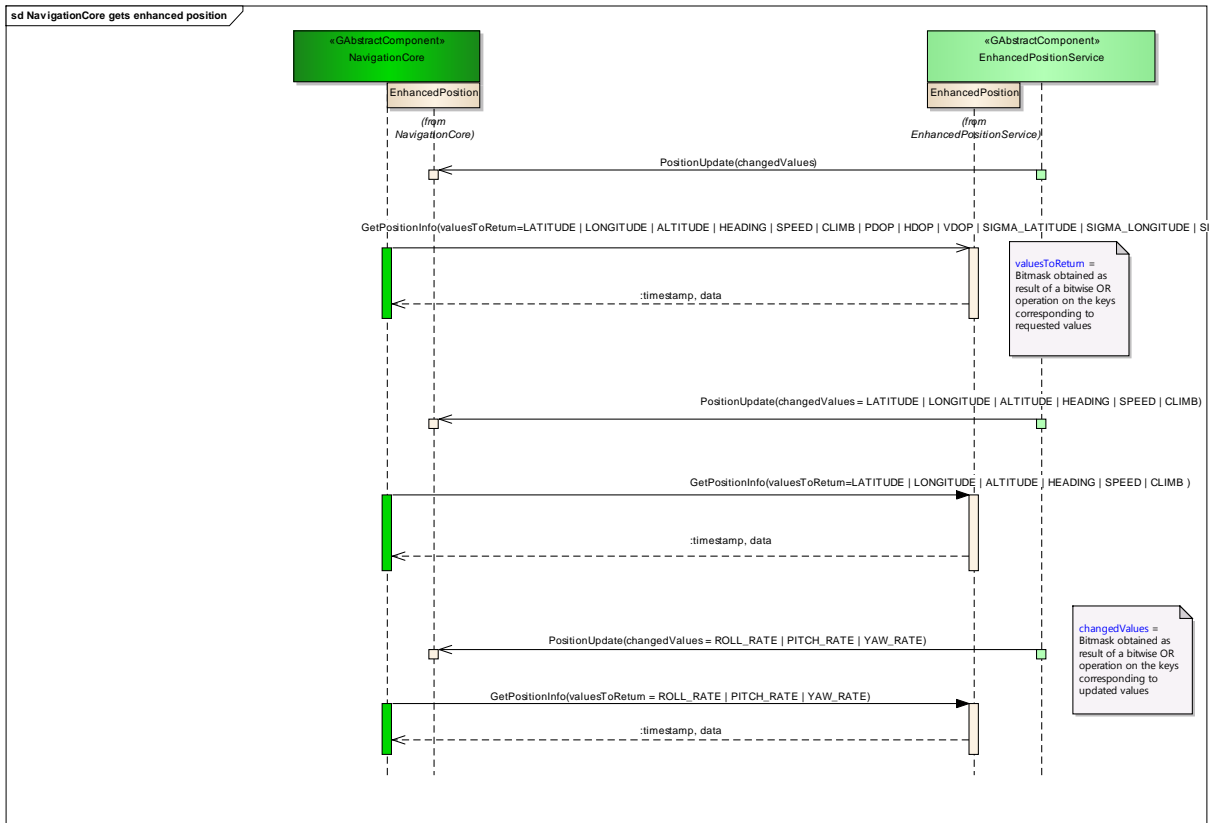 sd NavigationCore gets enhanced position
«GAbstractComponent»
NavigationCore
«GAbstractComponent»
EnhancedPositionService
EnhancedPosition
EnhancedPosition
(from
NavigationCore)
(from
EnhancedPositionService)
PositionUpdate(changedValues)
GetPositionInfo(valuesToReturn=LATITUDE | LONGITUDE | ALTITUDE | HEADING | SPEED | CLIMB | PDOP | HDOP | VDOP | SIGMA_LATITUDE | SIGMA_LONGITUDE |
valuesToReturn =
Bitmask obtained as
result of a bitwise OR
operation on the keys
corresponding to
requested values
:timestamp, data
PositionUpdate(changedValues = LATITUDE | LONGITUDE | ALTITUDE | HEADING | SPEED | CLIMB)
GetPositionInfo(valuesToReturn=LATITUDE | LONGITUDE | ALTITUDE | HEADING | SPEED | CLIMB )
:timestamp, data
changedValues =
Bitmask obtained as
result of a bitwise OR
operation on the keys
corresponding to
updated values
PositionUpdate(changedValues = ROLL_RATE | PITCH_RATE | YAW_RATE)
GetPositionInfo(valuesToReturn = ROLL_RATE | PITCH_RATE | YAW_RATE)
:timestamp, data